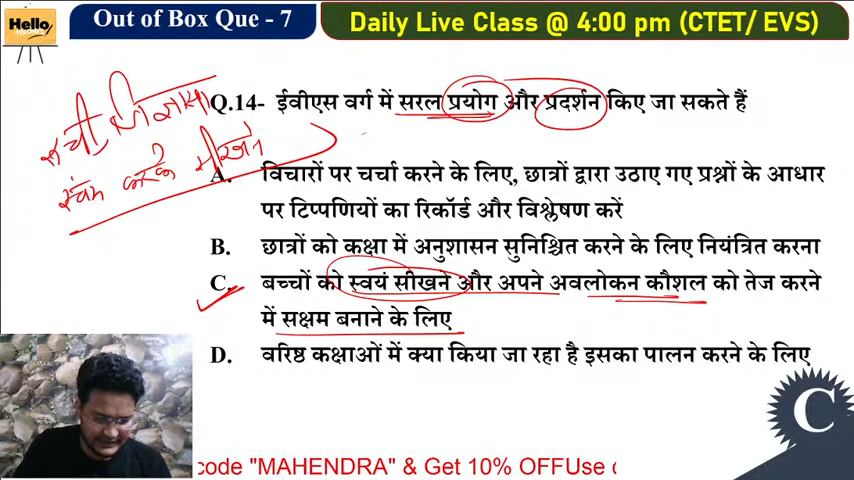 Hello
Out of Box Que - 7
Daily Live Class @ 4:00 pm (CTET/ EVS)
Q.14- ईवीएस वर्ग में सरल प्रयोग और प्रदर्शन किए जा सकते हैं
A. विचारों पर चर्चा करने के लिए, छात्रों द्वारा उठाए गए प्रश्नों के आधार
पर टिप्पणियों का रिकॉर्ड और विश्लेषण करें
B. छात्रों को कक्षा में अनुशासन सुनिश्चित करने के लिए नियंत्रित करना
C. बच्चों को स्वयं सीखने और अपने अवलोकन कौशल को तेज करने
में सक्षम बनाने के लिए
D. वरिष्ठ कक्षाओं में क्या किया जा रहा है इसका पालन करने के लिए
C
code "MAHENDRA" & Get 10% OFFUse